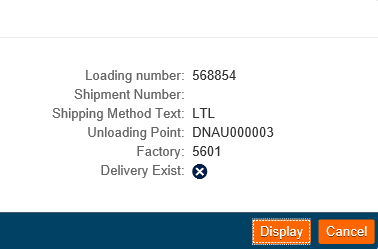 Loading number: 568854
Shipment Number:
Shipping Method Text: LTL
Unloading Point: DNAU000003
Factory: 5601
Delivery Exist:
Display Cancel